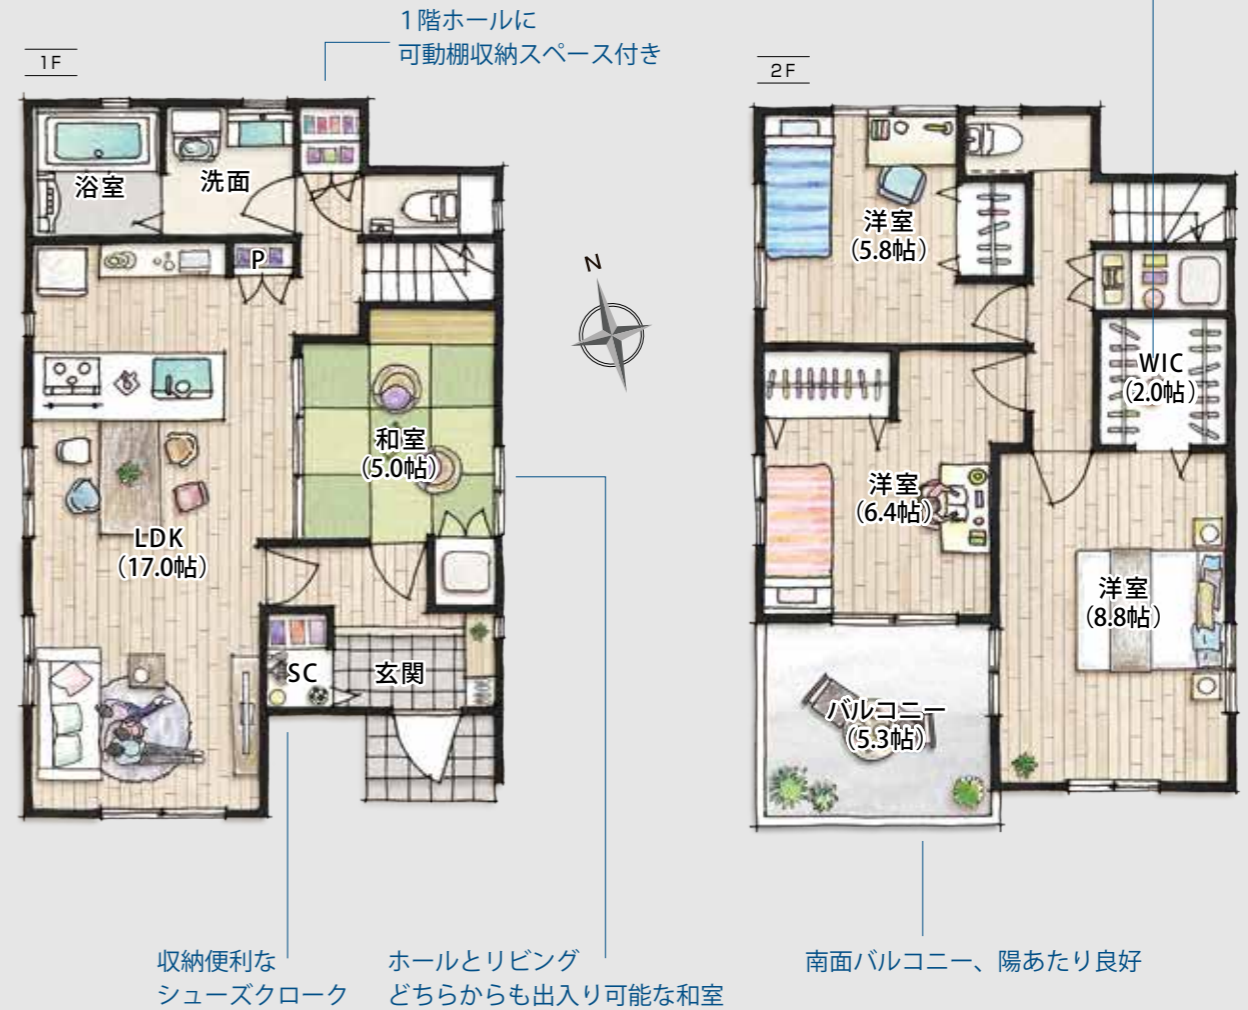 1階ホールに
可動棚収納スペース付き
1F
浴室
洗面
P
和室
(5.0帖)
LDK
(17.0帖)
SC
玄関
N
2F
洋室
(5.8帖)
WIC
(2.0帖)
洋室
(6.4帖)
洋室
(8.8帖)
バルコニー
(5.3帖)
収納便利な
シューズクローク
ホールとリビング
どちらからも出入り可能な和室
南面バルコニー、陽あたり良好